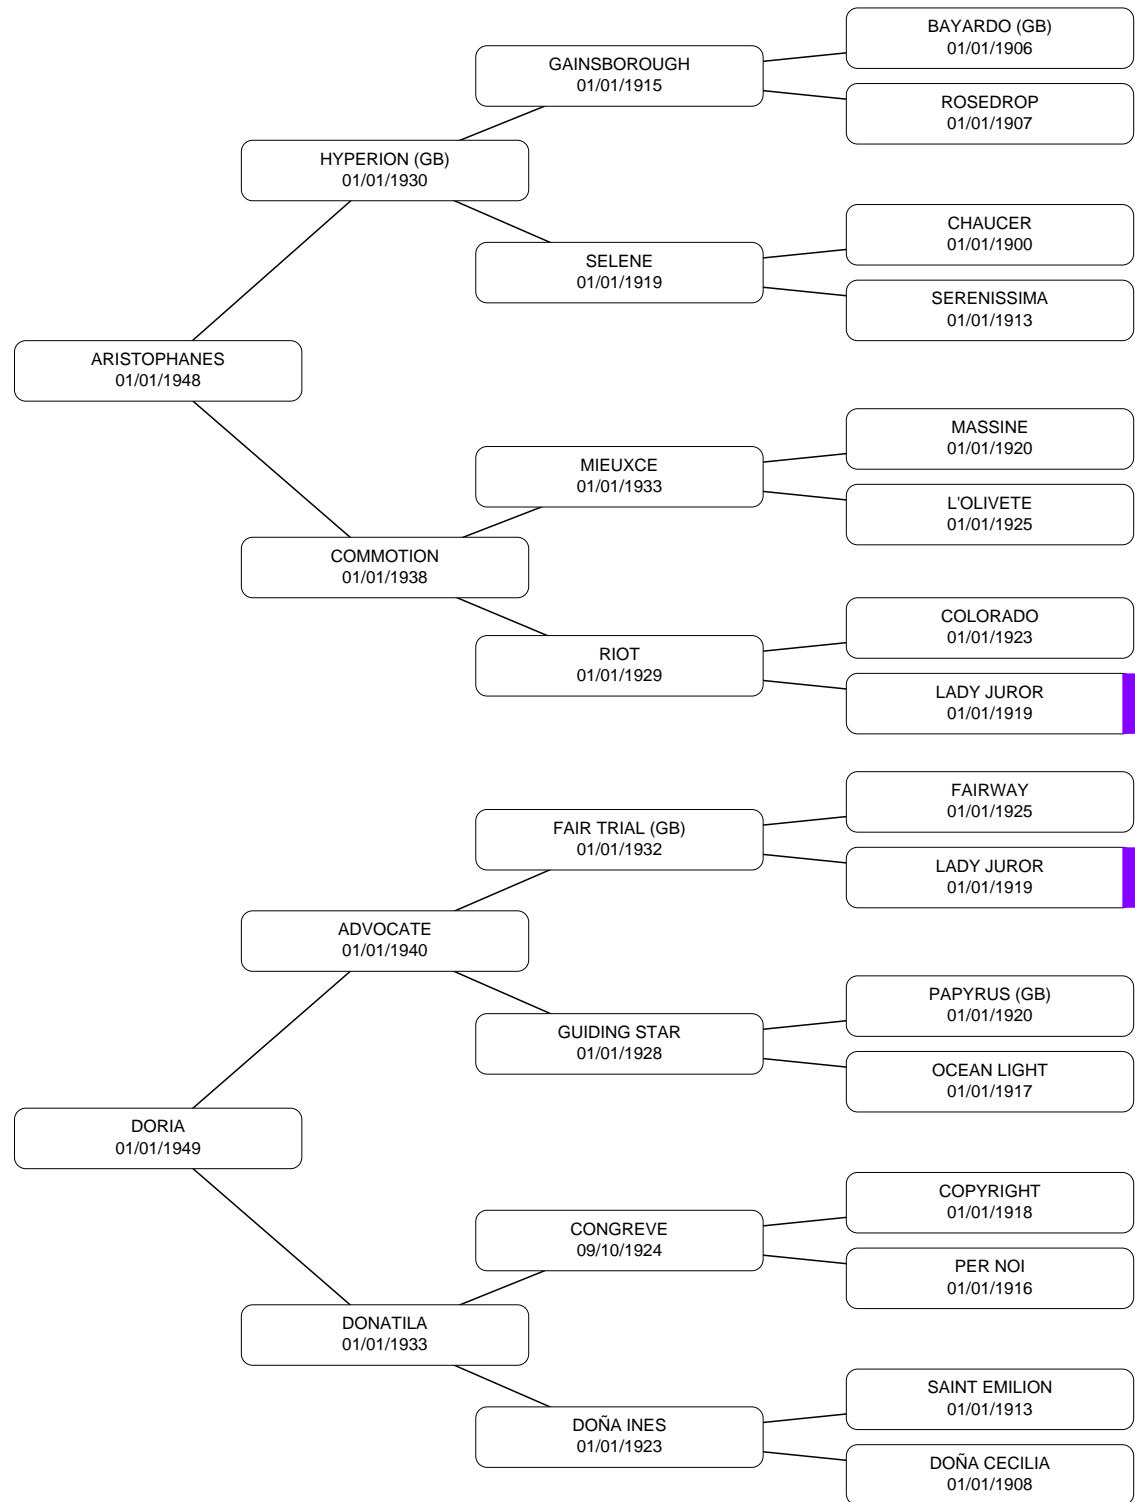 BAYARDO (GB)
01/01/1906
GAINSBOROUGH
01/01/1915
ROSEDROP
01/01/1907
HYPERION (GB)
01/01/1930
CHAUCER
01/01/1900
SELENE
01/01/1919
SERENISSIMA
01/01/1913
ARISTOPHANES
01/01/1948
MASSINE
01/01/1920
MIEUXCE
01/01/1933
L'OLIVETE
01/01/1925
COMMOTION
01/01/1938
COLORADO
01/01/1923
RIOT
01/01/1929
LADY JUROR
01/01/1919
FAIRWAY
01/01/1925
FAIR TRIAL (GB)
01/01/1932
LADY JUROR
01/01/1919
ADVOCATE
01/01/1940
PAPYRUS (GB)
01/01/1920
GUIDING STAR
01/01/1928
OCEAN LIGHT
01/01/1917
DORIA
01/01/1949
COPYRIGHT
01/01/1918
CONGREVE
09/10/1924
PER NOI
01/01/1916
DONATILA
01/01/1933
SAINT EMILION
01/01/1913
DOÑA INES
01/01/1923
DOÑA CECILIA
01/01/1908